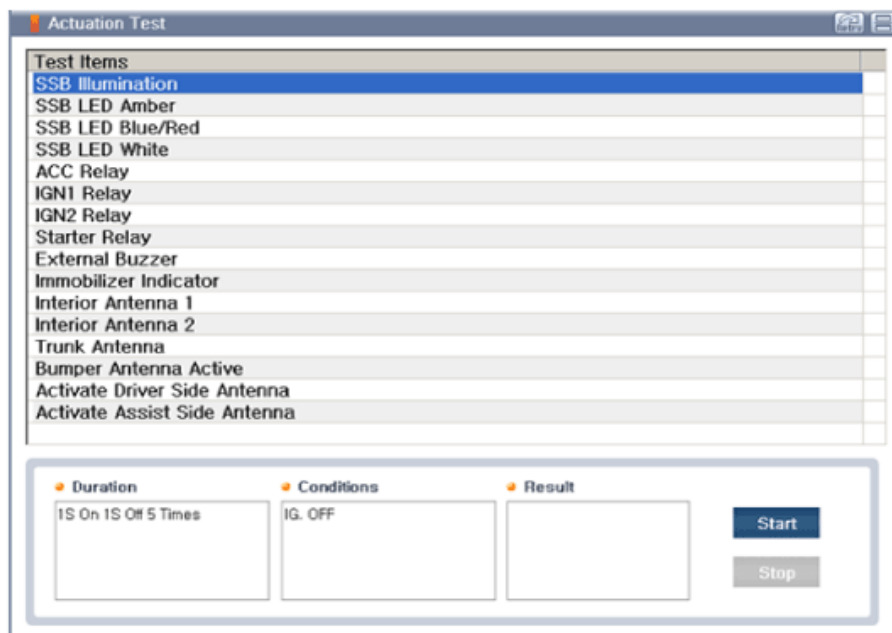 Actuation Test
Test Items
SSB Illumination
SSB LED Amber
SSB LED Blue/Red
SSB LED White
ACC Relay
IGN1 Relay
IGN2 Relay
Starter Relay
External Buzzer
Immobilizer Indicator
Interior Antenna 1
Interior Antenna 2
Trunk Antenna
Bumper Antenna Active
Activate Driver Side Antenna
Activate Assist Side Antenna
Duration
Conditions
Result
1S On 1S Off 5 Times
IG. OFF
Start
Stop